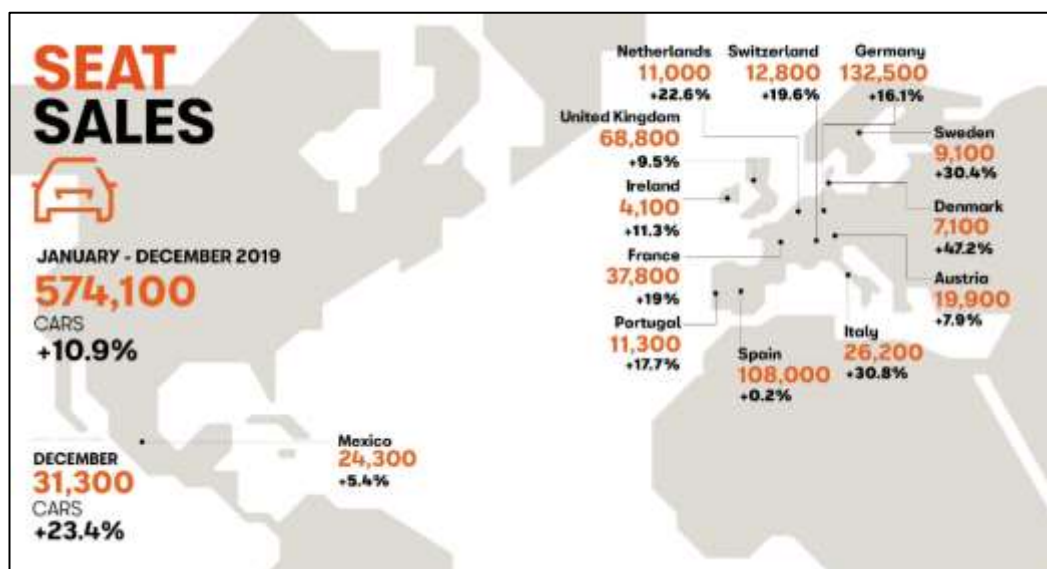 SEAT
SALES
JANUARY - DECEMBER 2019
574,100
CARS
+10.9%
DECEMBER
31,300
CARS
+23.4%
Mexico
24,300
+5.4%
Netherlands
11,000
+22.6%
Switzerland
12,800
+19.6%
Germany
132,500
+16.1%
United Kingdom
68,800
+9.5%
Ireland
4,100
+11.3%
France
37,800
+19%
Portugal
11,300
+17.7%
Spain
108,000
+0.2%
Italy
26,200
+30.8%
Sweden
9,100
+30.4%
Denmark
7,100
+47.2%
Austria
19,900
+7.9%